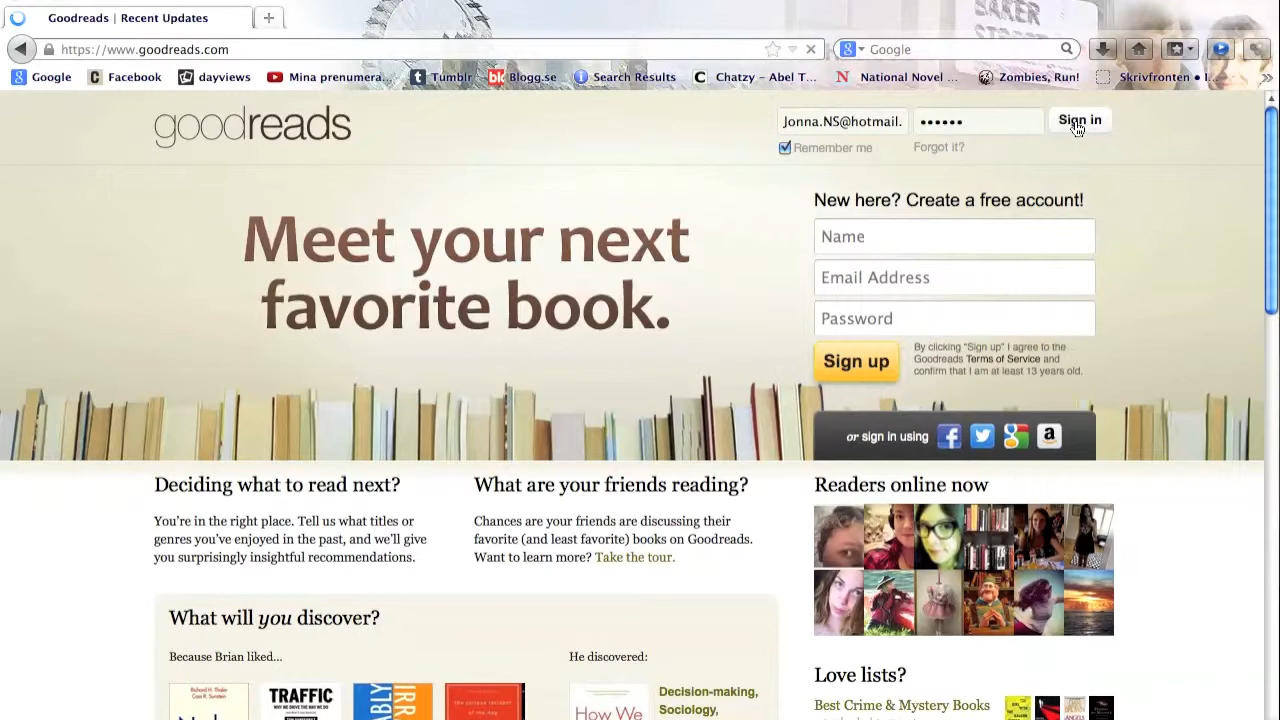 BAKER
Goodreads | Recent Updates
https://www.goodreads.com
Google
Google
Facebook
dayviews
Mina prenumera...
Tumblr
Blogg.se
Search Results
Chatzy – Abel T...
National Novel ...
Zombies, Run!
Skrivfronten • I...
goodreads
Jonna.NS@hotmail.
••••••
Sign in
Remember me
Forgot it?
Meet your next
favorite book.
New here? Create a free account!
Name
Email Address
Password
Sign up
By clicking “Sign up” I agree to the
Goodreads Terms of Service and
confirm that I am at least 13 years old.
or sign in using
Deciding what to read next?
You’re in the right place. Tell us what titles or
genres you’ve enjoyed in the past, and we’ll give
you surprisingly insightful recommendations.
What are your friends reading?
Chances are your friends are discussing their
favorite (and least favorite) books on Goodreads.
Want to learn more? Take the tour.
Readers online now
What will you discover?
Because Brian liked...
He discovered:
Richard H. Thaler
Cass R. Sunstein
TRAFFIC
How We
Decision-making,
Sociology,
Love lists?
Best Crime & Mystery Books